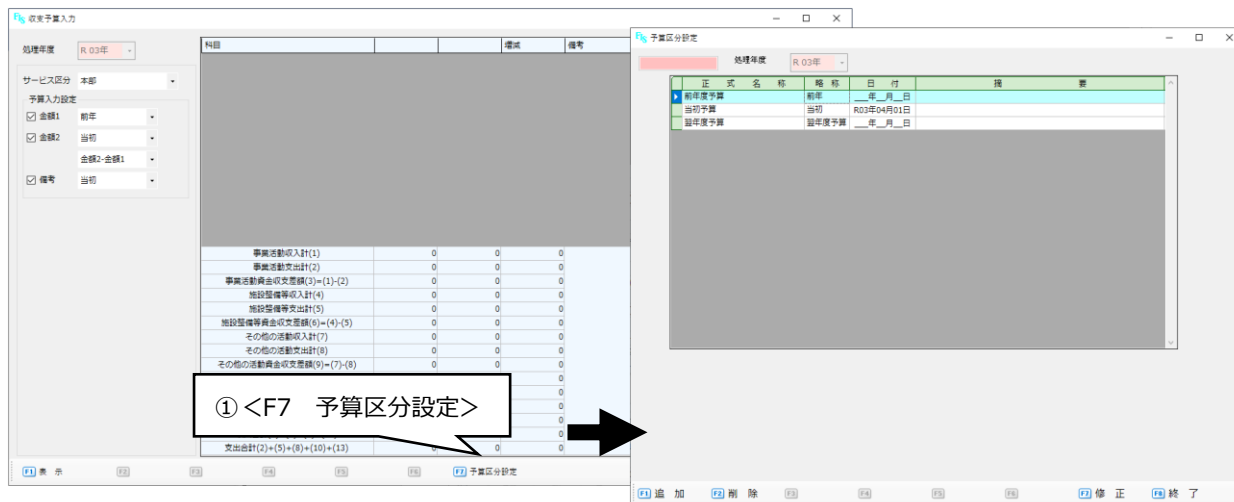 収支予算入力
処理年度 R 03年
サービス区分 本部
予算入力設定
金額1 前年
金額2 当初
金額2-金額1
備考 当初
科目 増減 備考
事業活動収入計(1) 0 0 0
事業活動支出計(2) 0 0 0
事業活動資金収支差額(3)=(1)-(2) 0 0 0
施設整備等収入計(4) 0 0 0
施設整備等支出計(5) 0 0 0
施設整備等資金収支差額(6)=(4)-(5) 0 0 0
その他の活動収入計(7) 0 0 0
その他の活動支出計(8) 0 0 0
その他の活動資金収支差額(9)=(7)-(8) 0 0 0
0
0
0
0
0
支出合計(2)+(5)+(8)+(10)+(13) 0 0 0
①<F7 予算区分設定>
F1 表 示 F2 F3 F4 F5 F6 F7 予算区分設定
予算区分設定
処理年度 R 03年
正 式 名 称 略 称 日 付 摘 要
前年度予算 前年 __年__月__日
当初予算 当初 R03年04月01日
翌年度予算 翌年度予算 __年__月__日
F1 追 加 F2 削 除 F3 F4 F5 F6 F7 修 正 F8 終 了